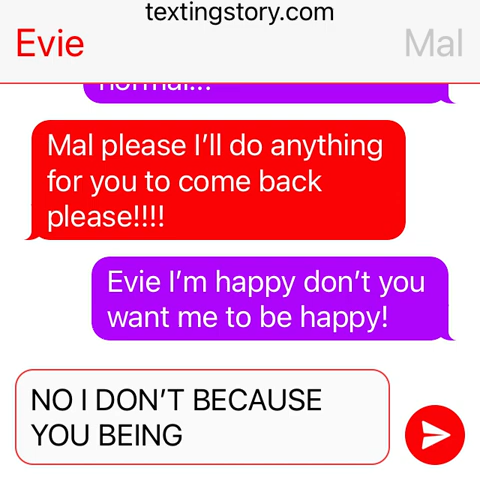 textingstory.com
Evie Mal
normal...
Mal please I’ll do anything
for you to come back
please!!!!
Evie I’m happy don’t you
want me to be happy!
NO I DON’T BECAUSE
YOU BEING